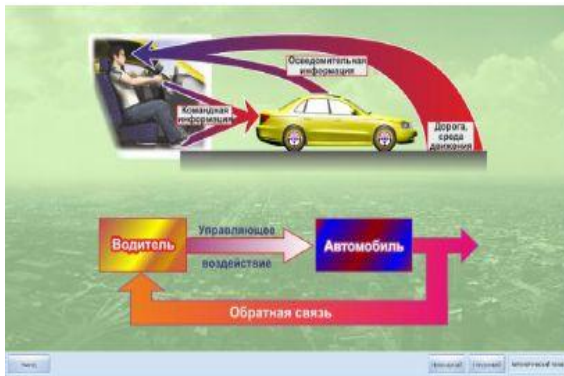 Осведомительная
информация
Командная
информация
Дорога,
среда
движения
Водитель
Управляющее
воздействие
Автомобиль
Обратная связь